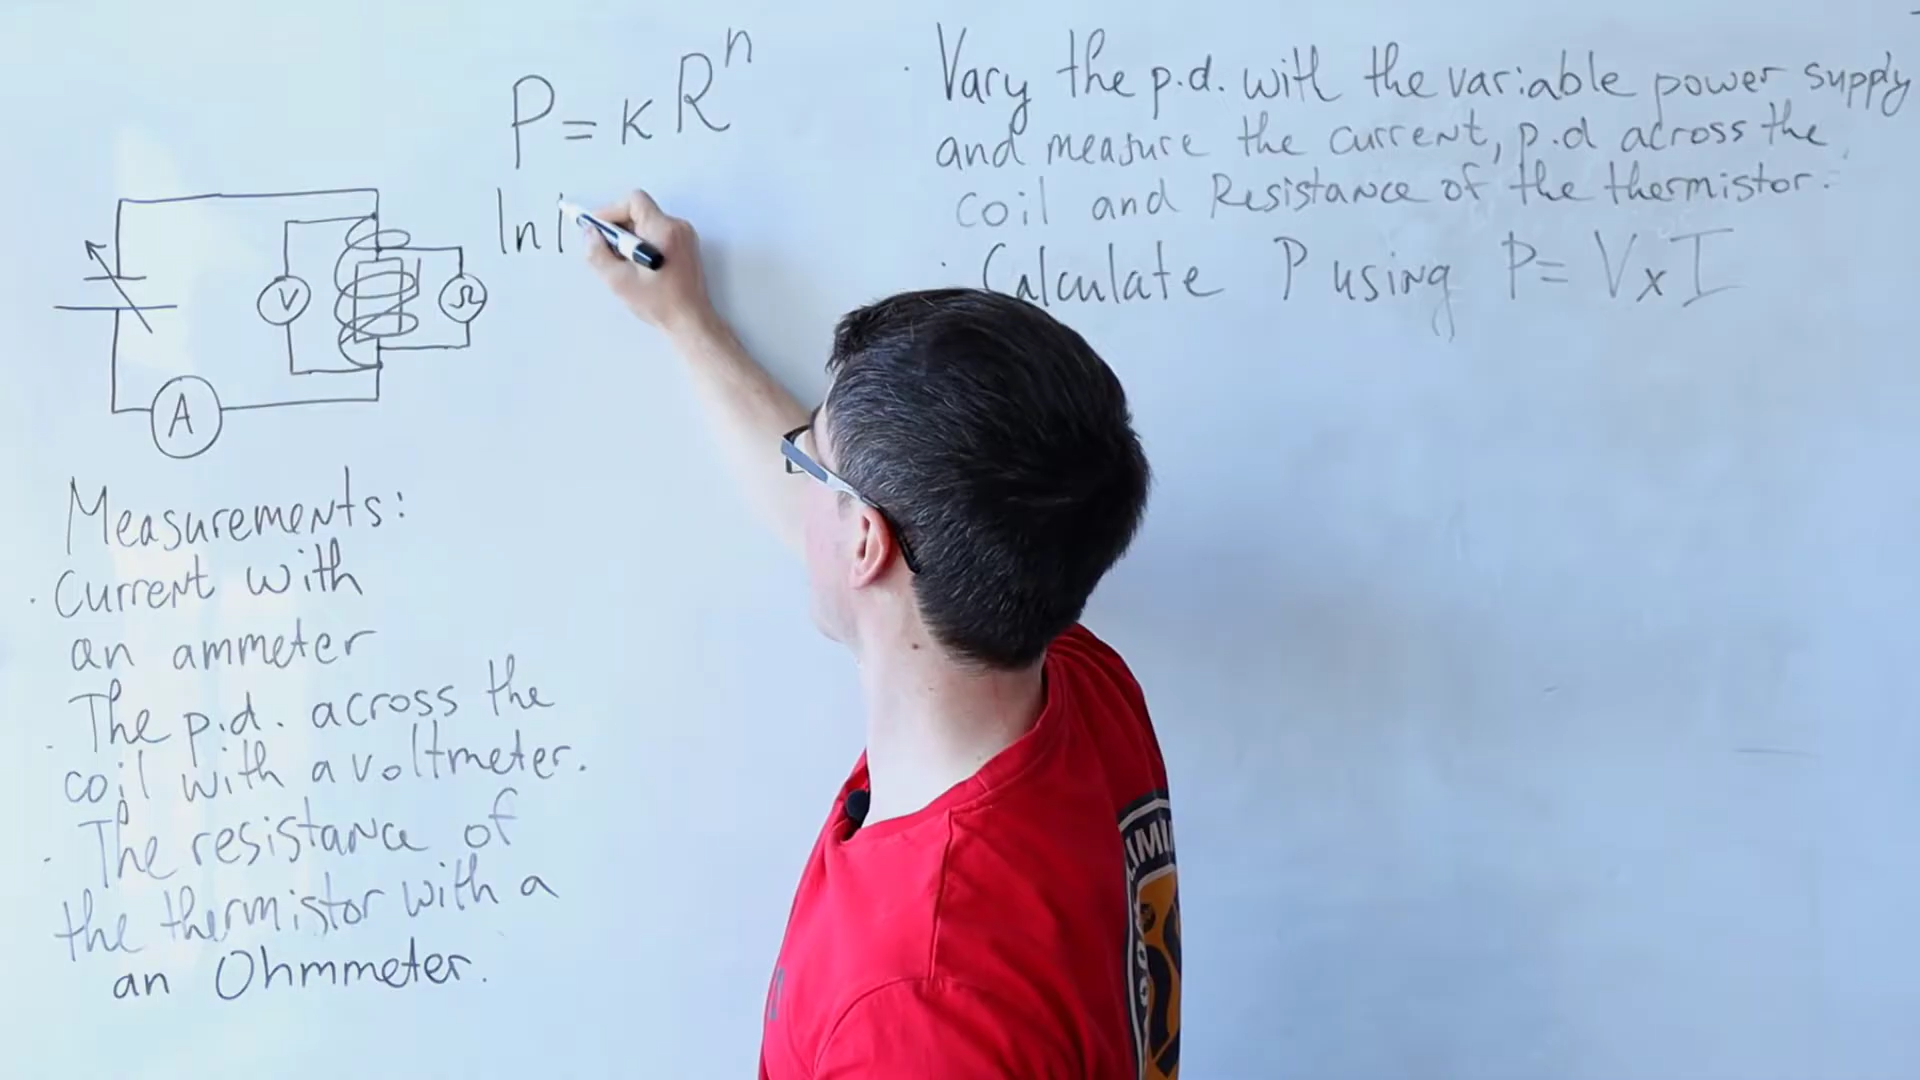 P = k Rⁿ
ln
V
Ω
A
Measurements:
· Current with
an ammeter
· The p.d. across the
coil with a voltmeter.
· The resistance of
the thermistor with a
an Ohmmeter.
· Vary the p.d. with the variable power supply
and measure the current, p.d across the
coil and Resistance of the thermistor.
· Calculate P using P= V x I